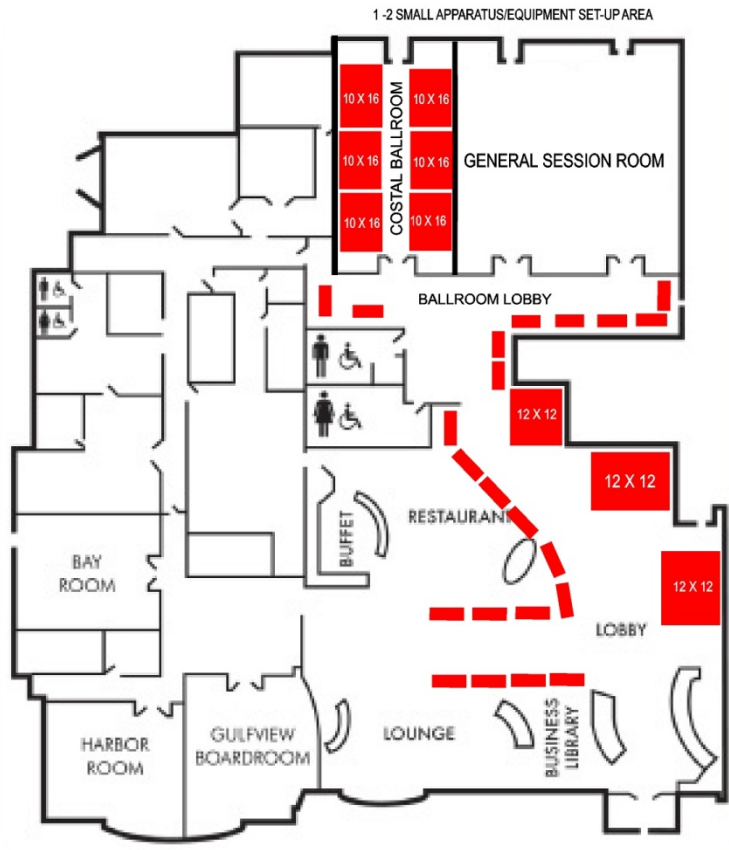 1 -2 SMALL APPARATUS/EQUIPMENT SET-UP AREA
10 X 16
10 X 16
COSTAL BALLROOM
GENERAL SESSION ROOM
10 X 16
10 X 16
10 X 16
10 X 16
BALLROOM LOBBY
12 X 12
12 X 12
RESTAURANT
BUFFET
BAY
ROOM
12 X 12
LOBBY
HARBOR
ROOM
GULFVIEW
BOARDROOM
LOUNGE
BUSINESS
LIBRARY